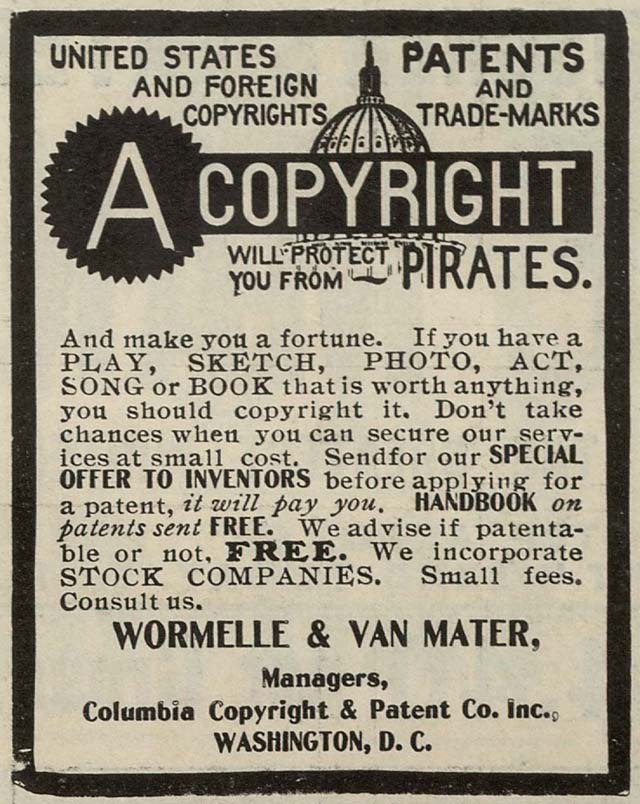 UNITED STATES
AND FOREIGN
COPYRIGHTS
PATENTS
AND
TRADE-MARKS
A COPYRIGHT
WILL PROTECT
YOU FROM PIRATES.
And make you a fortune. If you have a
PLAY, SKETCH, PHOTO, ACT,
SONG or BOOK that is worth anything,
you should copyright it. Don't take
chances when you can secure our serv-
ices at small cost. Sendfor our SPECIAL
OFFER TO INVENTORS before applying for
a patent, it will pay you. HANDBOOK on
patents sent FREE. We advise if patenta-
ble or not, FREE. We incorporate
STOCK COMPANIES. Small fees.
Consult us.
WORMELLE & VAN MATER,
Managers,
Columbia Copyright & Patent Co. Inc.,
WASHINGTON, D. C.